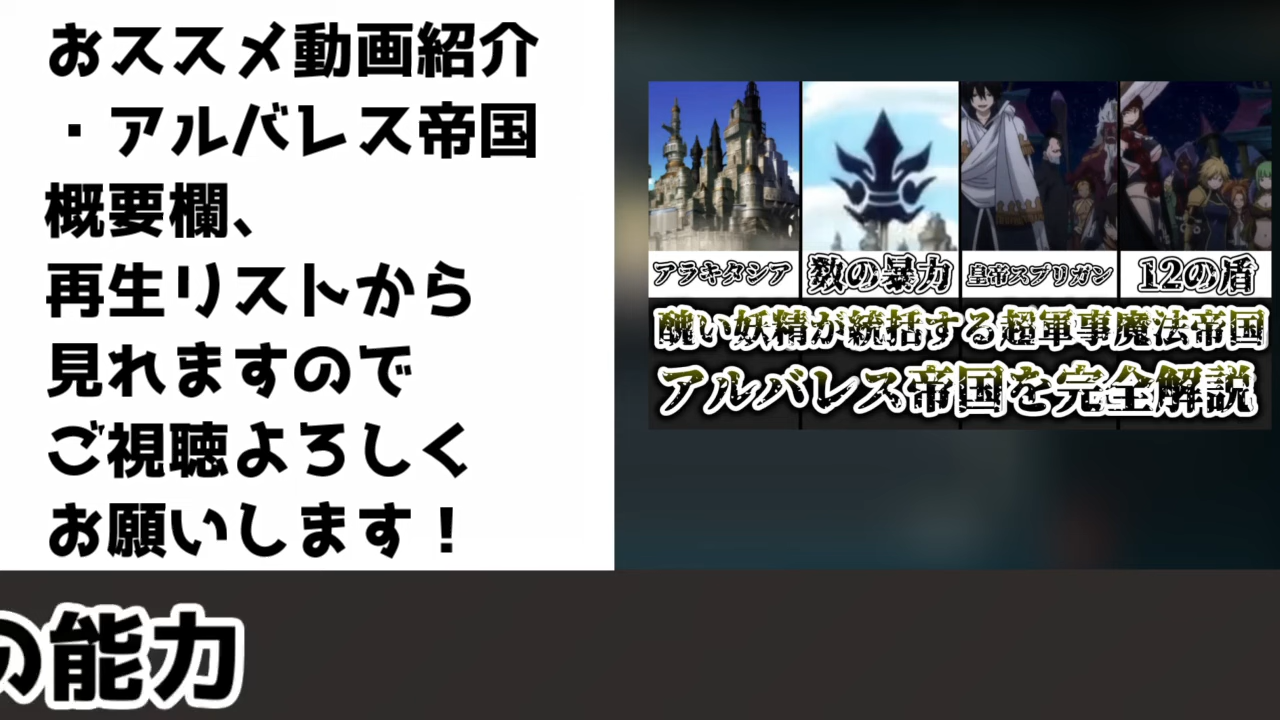 おススメ動画紹介
・アルバレス帝国
概要欄、
再生リストから
見れますので
ご視聴よろしく
お願いします！
アラキタシア
数の暴力
皇帝スプリガン
12の盾
醜い妖精が統括する超軍事魔法帝国
アルバレス帝国を完全解説
の能力